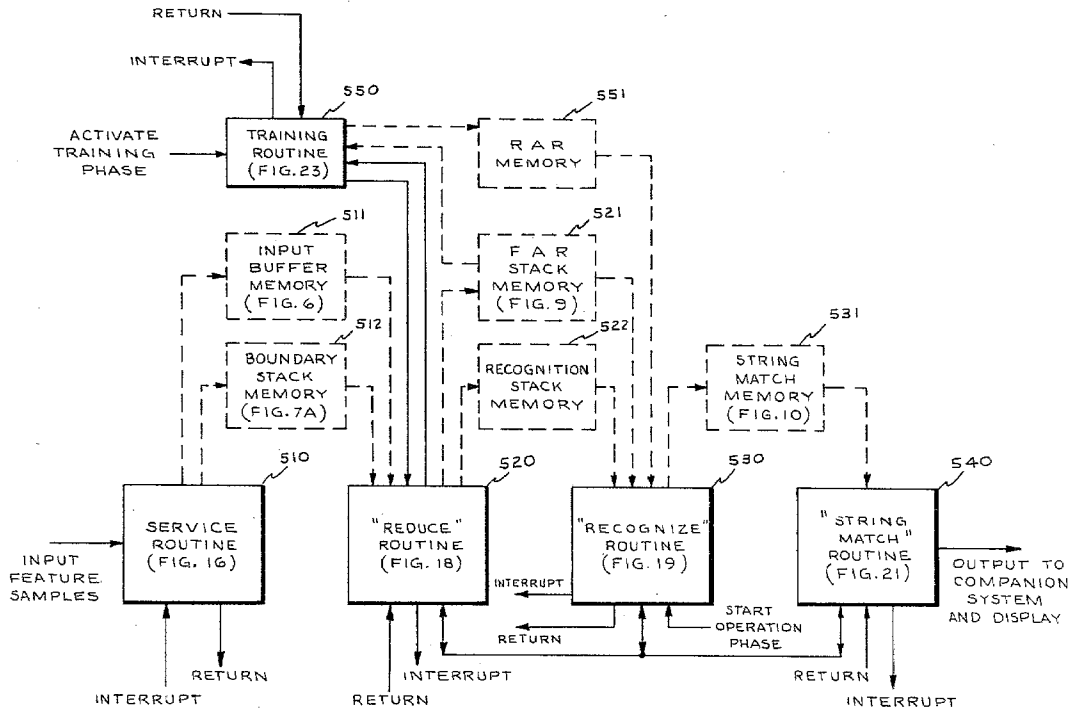 RETURN
INTERRUPT
550
551
ACTIVATE
TRAINING
PHASE
TRAINING
ROUTINE
(FIG.23)
RAR
MEMORY
511
521
INPUT
BUFFER
MEMORY
(FIG.6)
FAR
STACK
MEMORY
(FIG.9)
512
522
531
BOUNDARY
STACK
MEMORY
(FIG.7A)
RECOGNITION
STACK
MEMORY
STRING
MATCH
MEMORY
(FIG.10)
510
520
530
540
SERVICE
ROUTINE
(FIG. 16)
"REDUCE"
ROUTINE
(FIG. 18)
"RECOGNIZE"
ROUTINE
(FIG. 19)
"STRING
MATCH"
ROUTINE
(FIG.21)
INPUT
FEATURE
SAMPLES
INTERRUPT
RETURN
START
OPERATION
PHASE
OUTPUT TO
COMPANION
SYSTEM
AND DISPLAY
RETURN
INTERRUPT
INTERRUPT
RETURN
RETURN
INTERRUPT